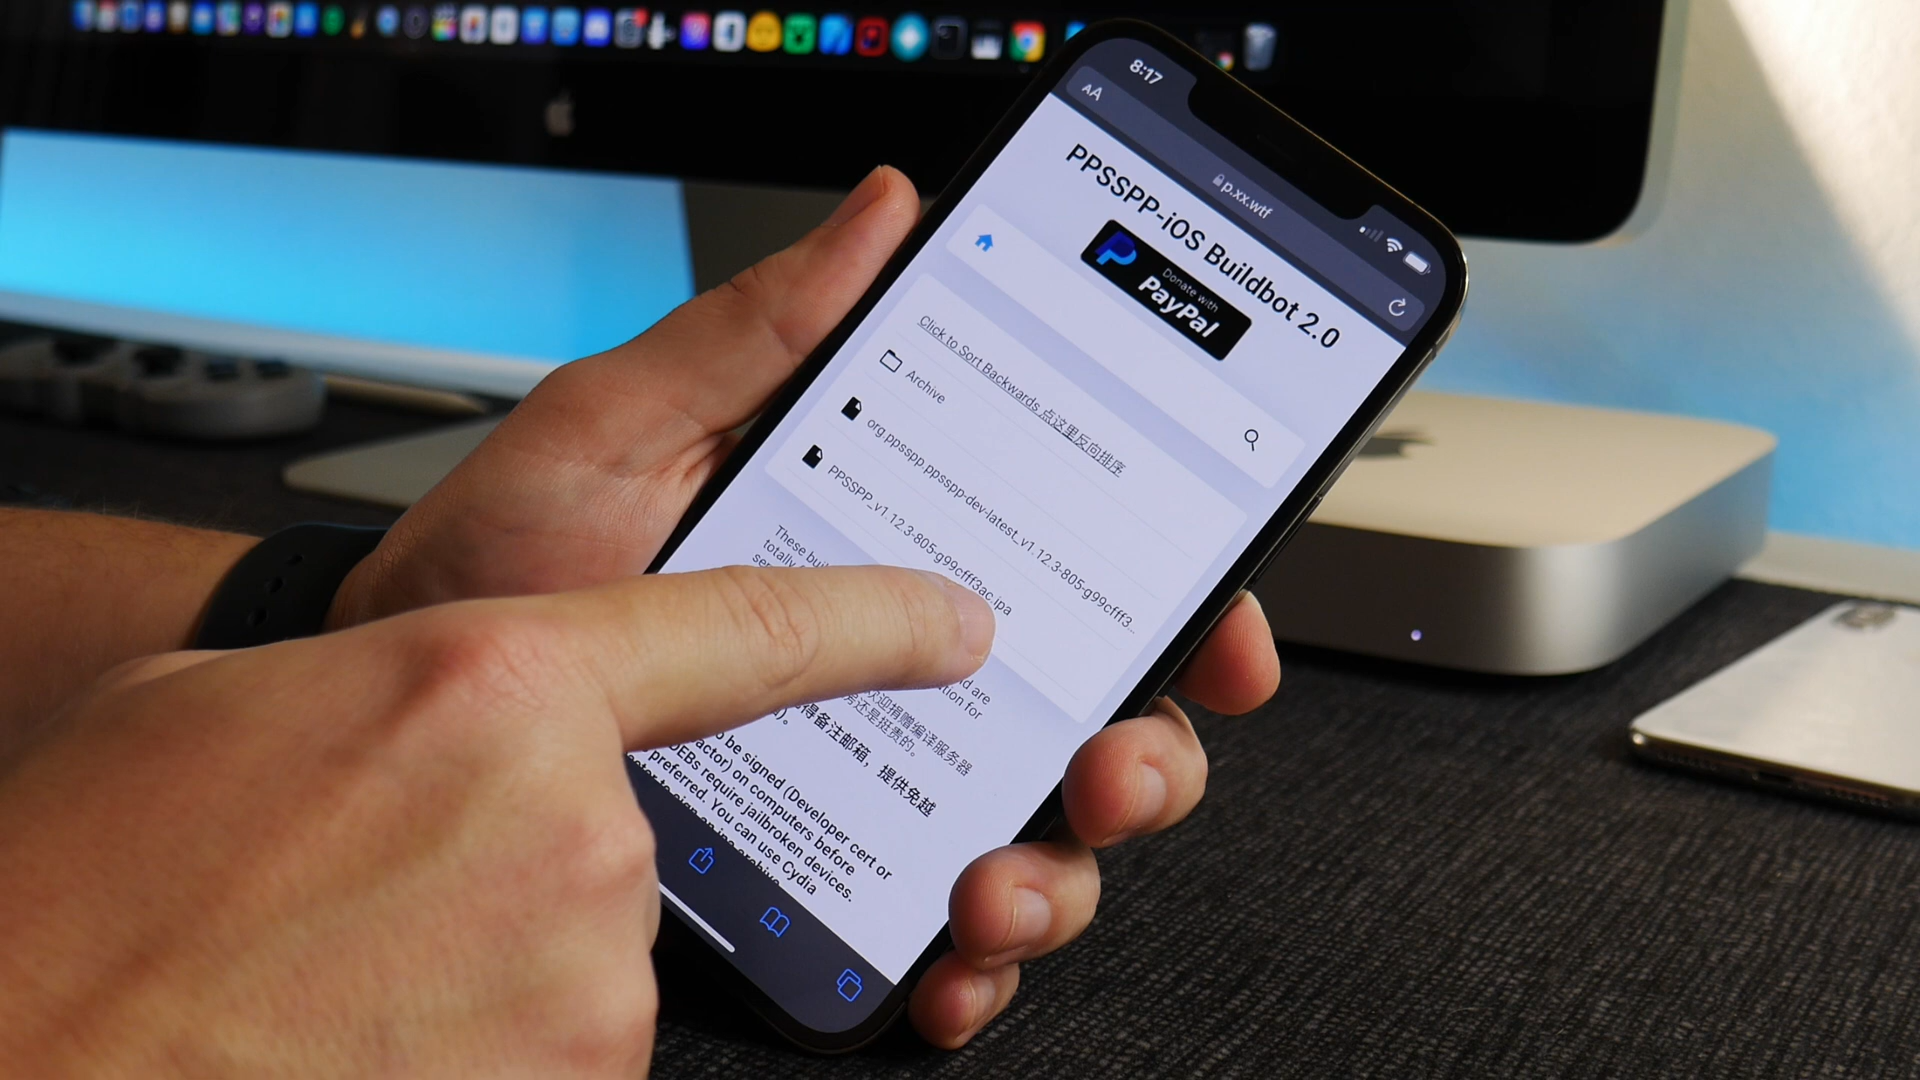 8:17
AA
p.xx.wtf
PPSSPP-iOS Buildbot 2.0
Donate with
PayPal
Click to Sort Backwards 点这里反向排序
Archive
org.ppsspp.ppsspp-dev-latest_v1.12.3-805-g99cfff3...
PPSSPP_v1.12.3-805-g99cfff3ac.ipa
These
totally
are
for
欢迎捐赠编译服务器
房还是挺贵的。
得备注邮箱，提供免越
be signed (Developer cert or
on computers before
DEBs require jailbroken devices.
preferred. You can use Cydia